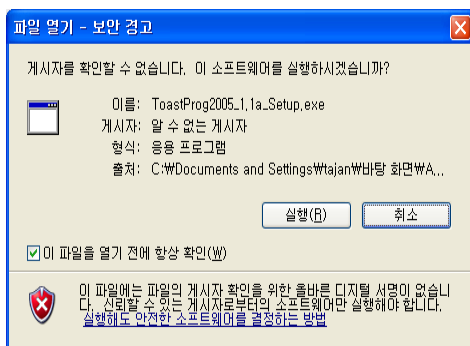 파일 열기 - 보안 경고
게시자를 확인할 수 없습니다. 이 소프트웨어를 실행하시겠습니까?
이름: ToastProg2005_1.1a_Setup.exe
게시자: 알 수 없는 게시자
형식: 응용 프로그램
출처: C:₩Documents and Settings₩tajan₩바탕 화면₩A...
실행(R) 취소
이 파일을 열기 전에 항상 확인(W)
이 파일에는 파일의 게시자 확인을 위한 올바른 디지털 서명이 없습니
다. 신뢰할 수 있는 게시자로부터의 소프트웨어만 실행해야 합니다.
실행해도 안전한 소프트웨어를 결정하는 방법